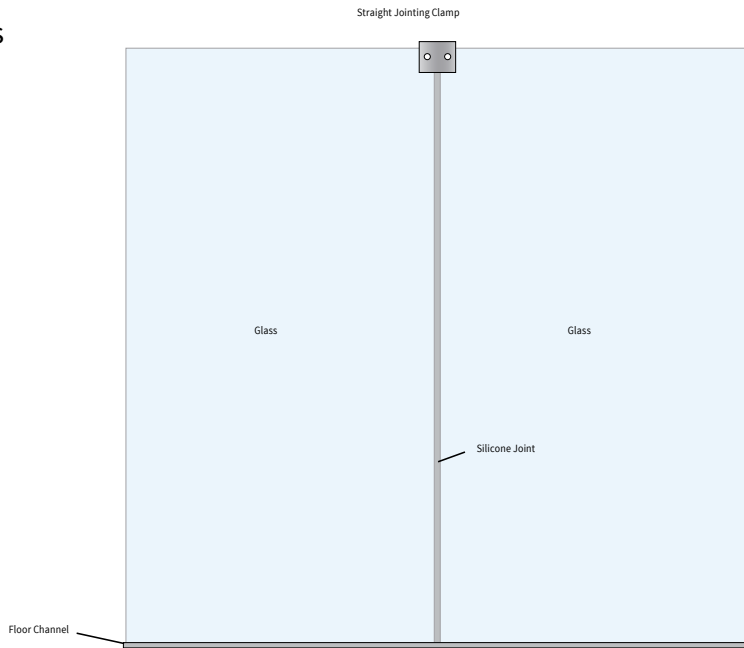 Straight Jointing Clamp
s
Glass
Glass
Silicone Joint
Floor Channel